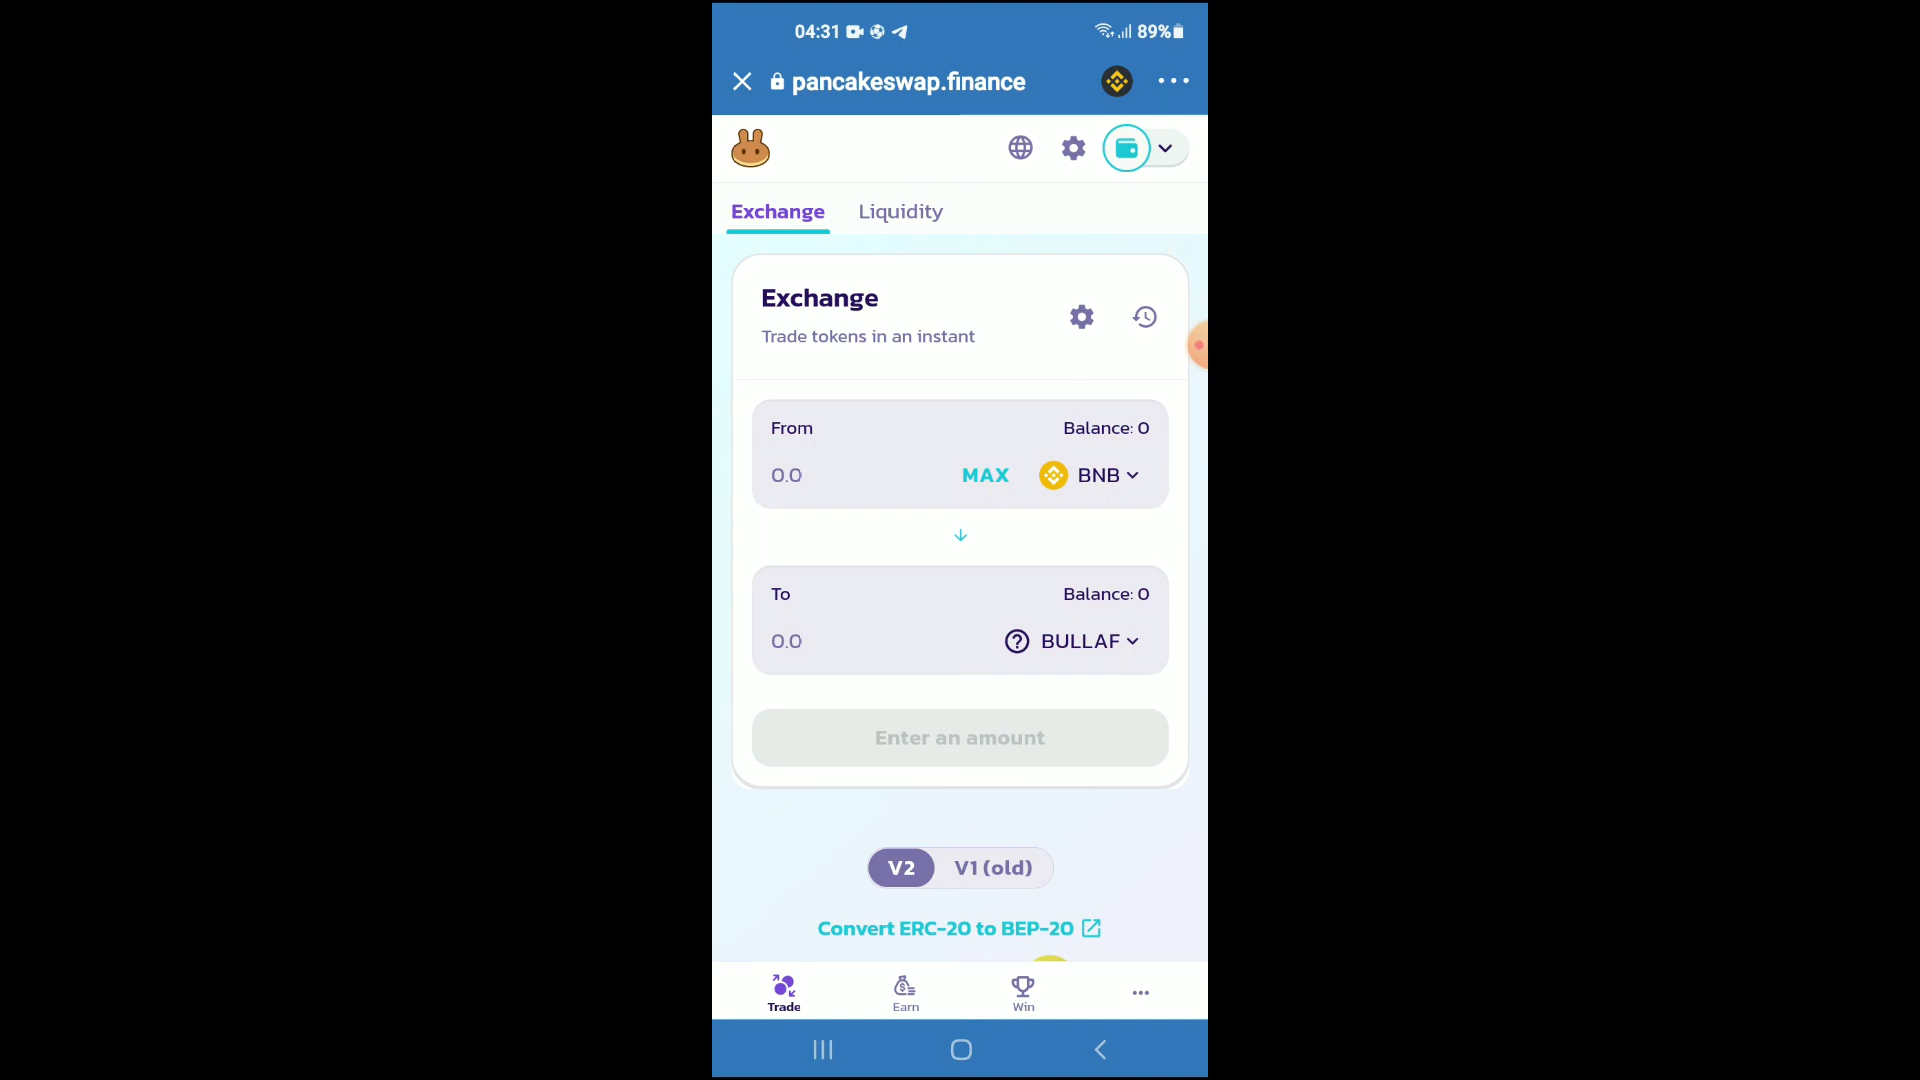 04:31 89%
pancakeswap.finance
Exchange Liquidity
Exchange
Trade tokens in an instant
From Balance: 0
0.0 MAX BNB
To Balance: 0
0.0 BULLAF
Enter an amount
V2 V1 (old)
Convert ERC-20 to BEP-20
Trade Earn Win